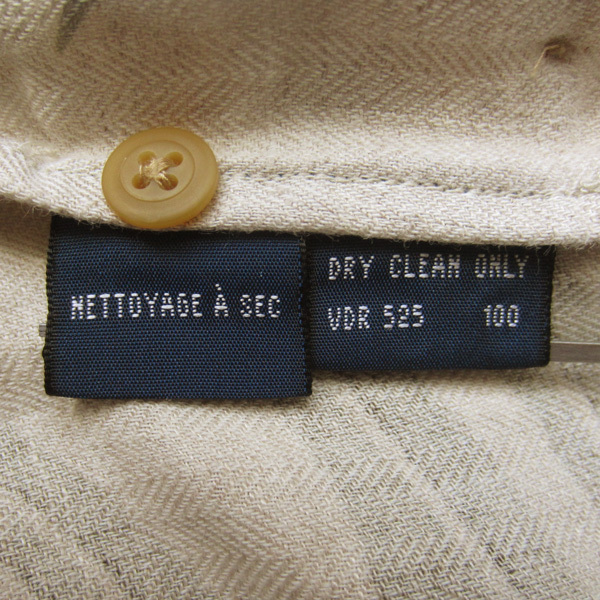 NETTOYAGE À SEC
DRY CLEAN ONLY
VDR 525 100